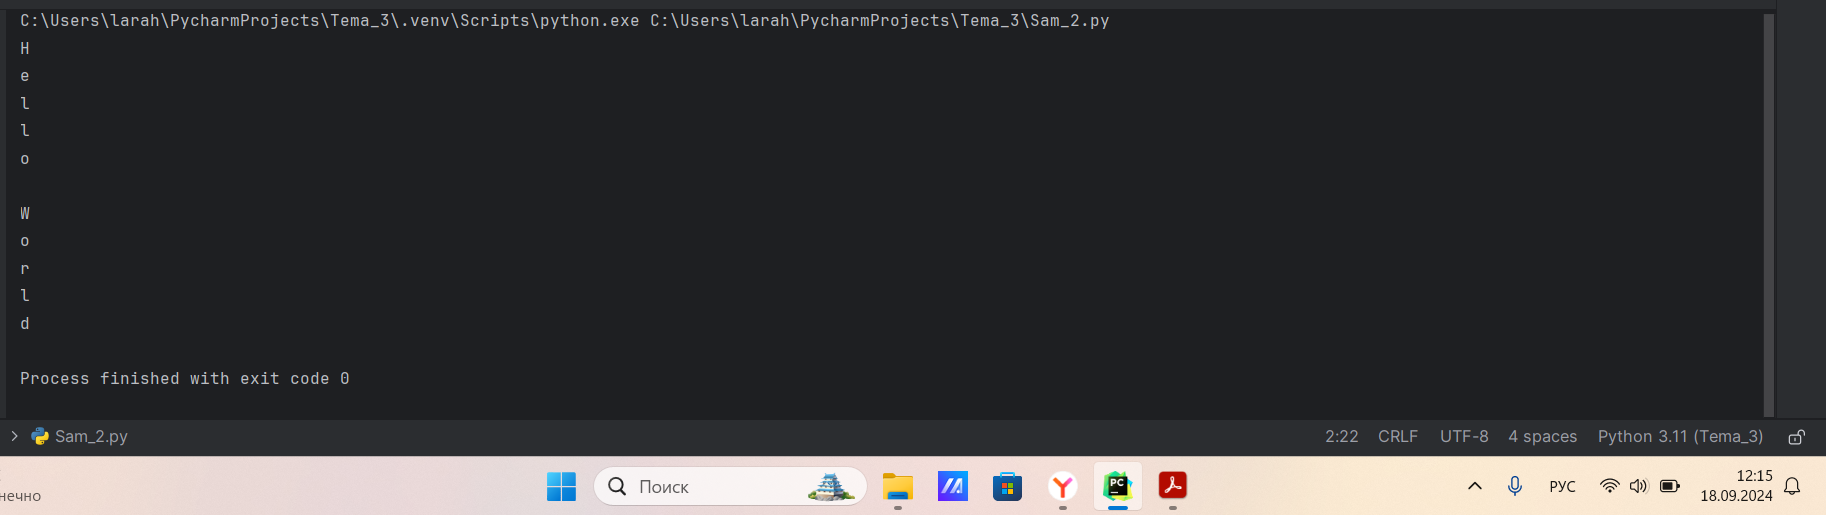 C:\Users\larah\PycharmProjects\Tema_3\.venv\Scripts\python.exe C:\Users\larah\PycharmProjects\Tema_3\Sam_2.py
H
e
l
l
o
W
o
r
l
d
Process finished with exit code 0
Sam_2.py 2:22 CRLF UTF-8 4 spaces Python 3.11 (Tema_3)
нечно Поиск PC РУС 12:15
18.09.2024